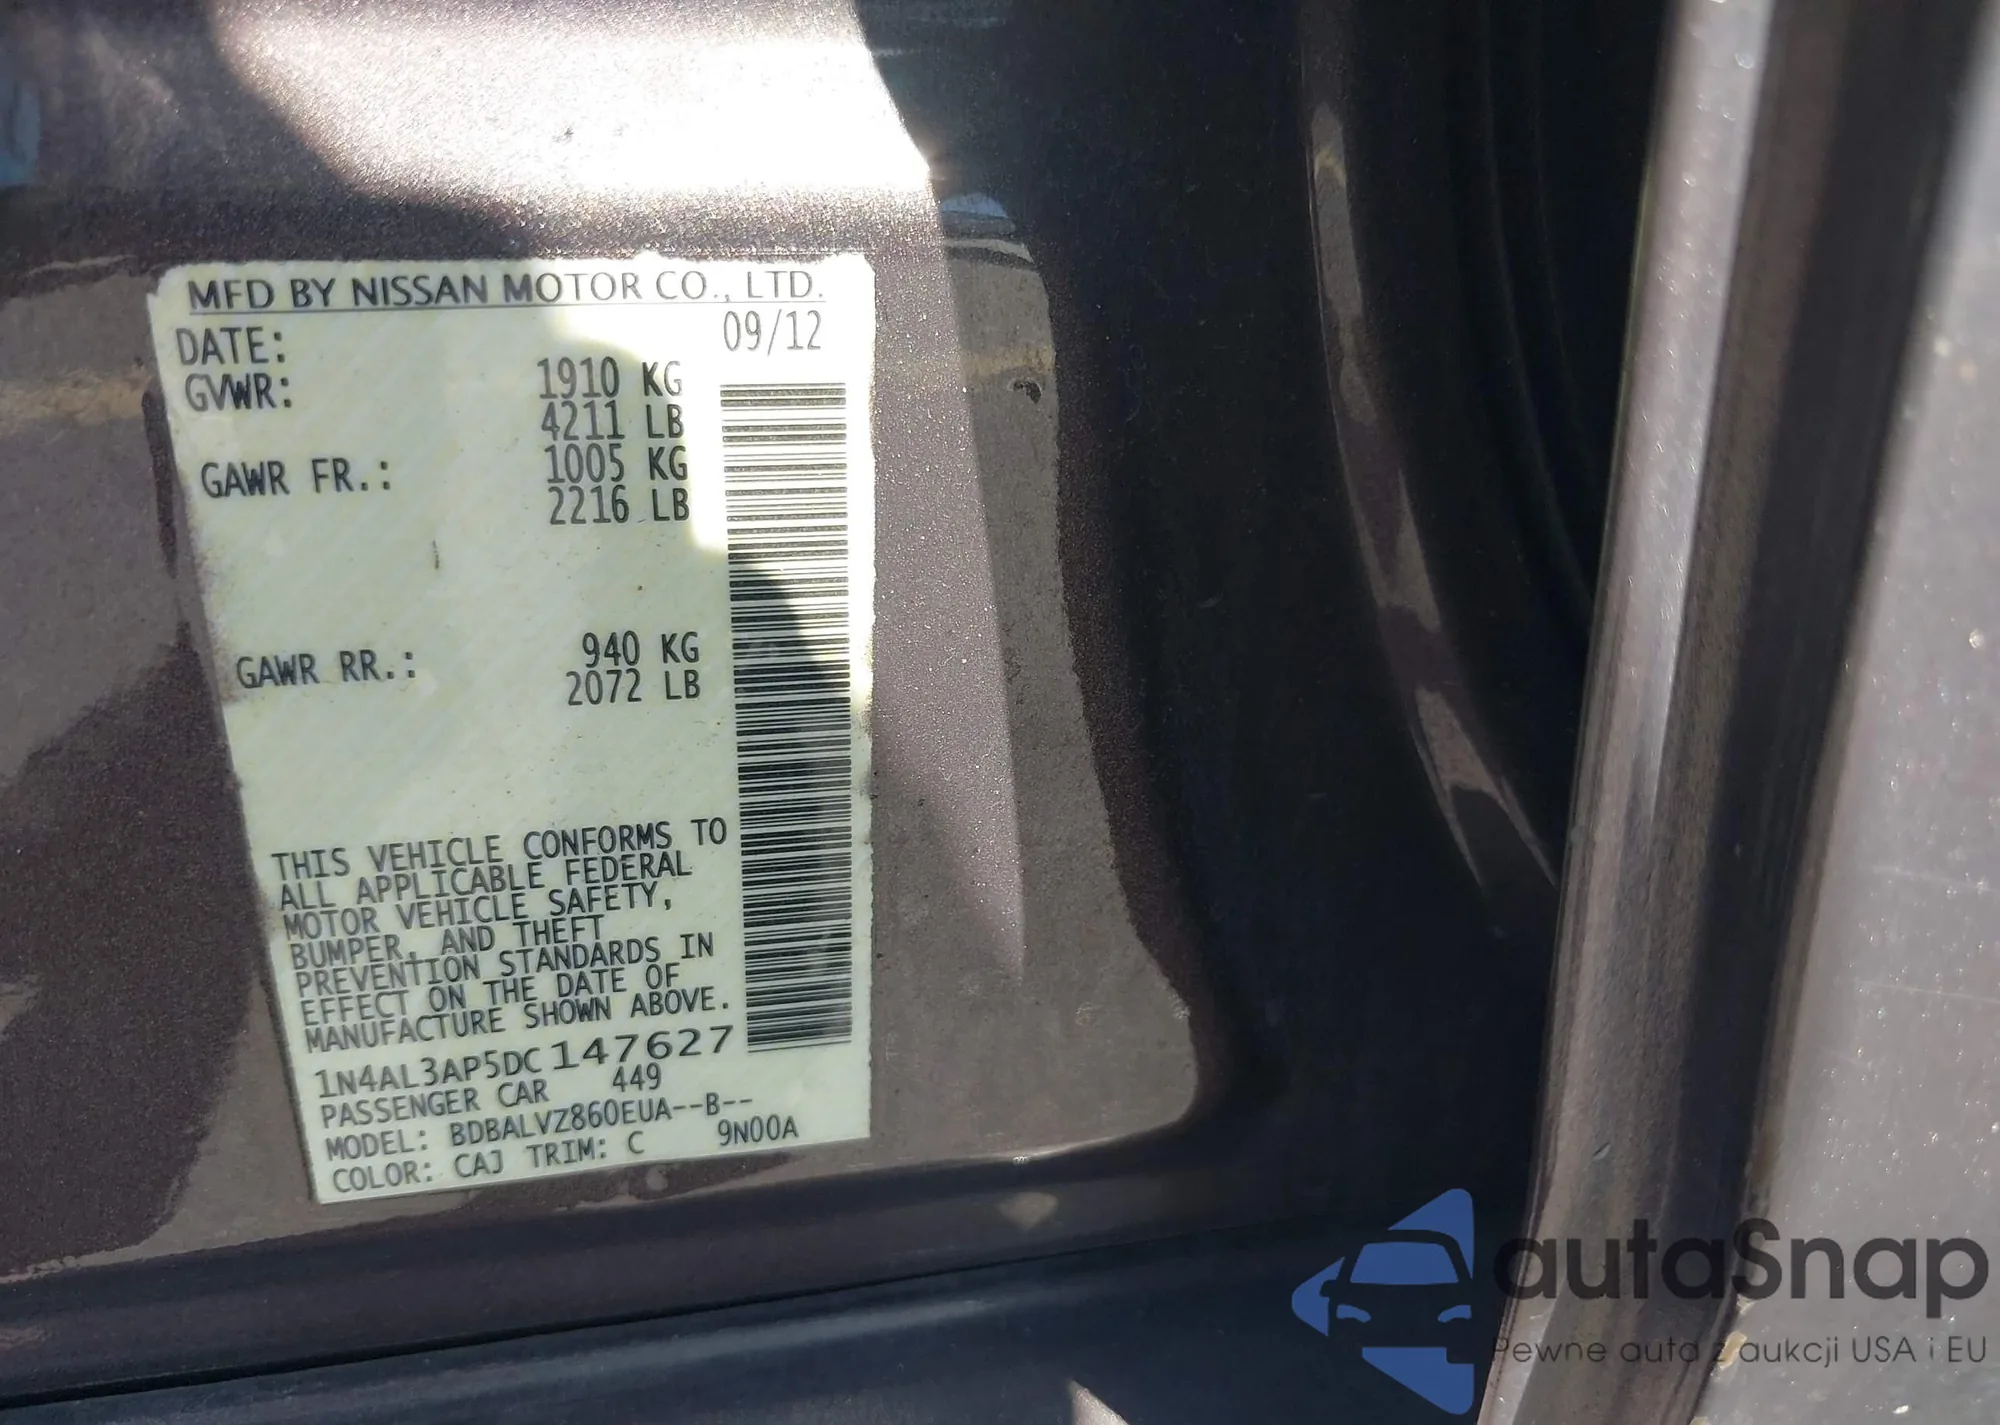 MFD BY NISSAN MOTOR CO., LTD.
DATE: 09/12
GVWR: 1910 KG
4211 LB
GAWR FR.: 1005 KG
2216 LB
GAWR RR.: 940 KG
2072 LB
THIS VEHICLE CONFORMS TO
ALL APPLICABLE FEDERAL
MOTOR VEHICLE SAFETY,
BUMPER, AND THEFT
PREVENTION STANDARDS IN
EFFECT ON THE DATE OF
MANUFACTURE SHOWN ABOVE.
1N4AL3AP5DC147627
PASSENGER CAR 449
MODEL: BDBALVZ860EUA--B--
COLOR: CAJ TRIM: C 9N00A
autaSnap
Pewne auta z aukcji USA i EU